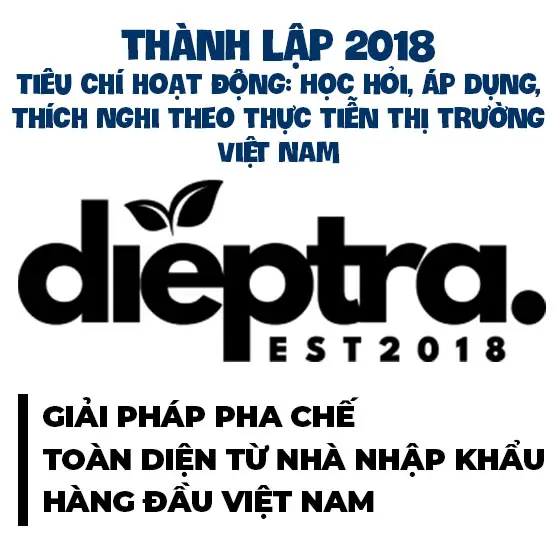 THÀNH LẬP 2018
TIÊU CHÍ HOẠT ĐỘNG: HỌC HỎI, ÁP DỤNG,
THÍCH NGHI THEO THỰC TIỄN THỊ TRƯỜNG
VIỆT NAM
dieptra.
EST2018
GIẢI PHÁP PHA CHẾ
TOÀN DIỆN TỪ NHÀ NHẬP KHẨU
HÀNG ĐẦU VIỆT NAM